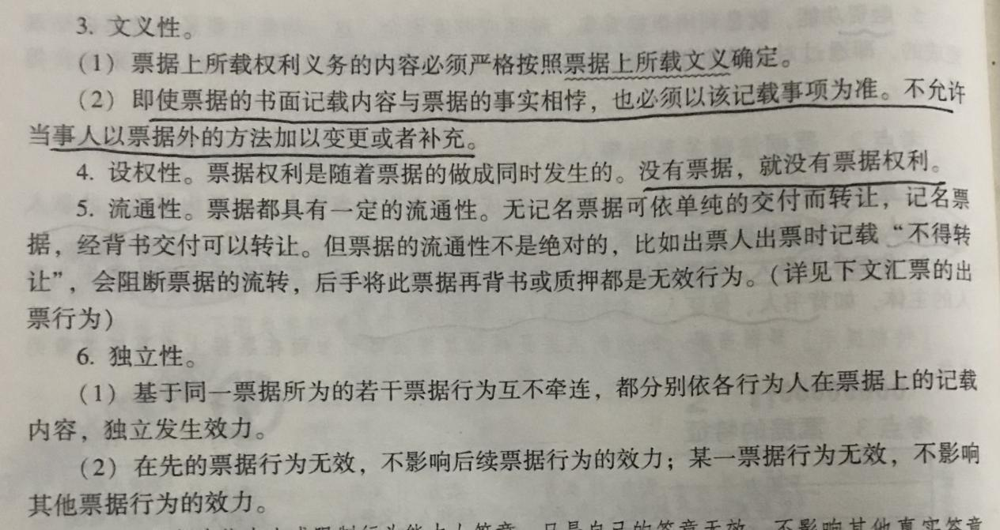 3. 文义性。
（1）票据上所载权利义务的内容必须严格按照票据上所载文义确定。
（2）即使票据的书面记载内容与票据的事实相悖，也必须以该记载事项为准。不允许
当事人以票据外的方法加以变更或者补充。
4. 设权性。票据权利是随着票据的做成同时发生的。没有票据，就没有票据权利。
5. 流通性。票据都具有一定的流通性。无记名票据可依单纯的交付而转让，记名票
据，经背书交付可以转让。但票据的流通性不是绝对的，比如出票人出票时记载“不得转
让”，会阻断票据的流转，后手将此票据再背书或质押都是无效行为。（详见下文汇票的出
票行为）
6. 独立性。
（1）基于同一票据所为的若干票据行为互不牵连，都分别依各行为人在票据上的记载
内容，独立发生效力。
（2）在先的票据行为无效，不影响后续票据行为的效力；某一票据行为无效，不影响
其他票据行为的效力。